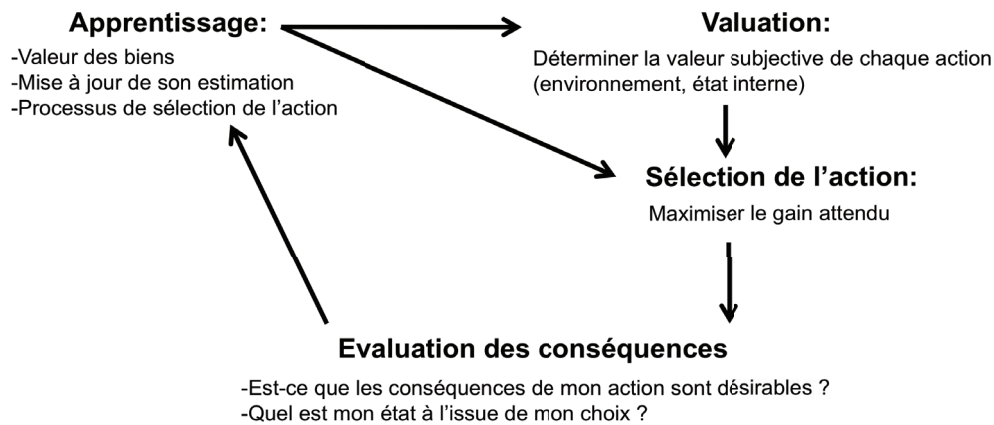 Apprentissage:
-Valeur des biens
-Mise à jour de son estimation
-Processus de sélection de l'action
Valuation:
Déterminer la valeur subjective de chaque action
(environnement, état interne)
Sélection de l'action:
Maximiser le gain attendu
Evaluation des conséquences
-Est-ce que les conséquences de mon action sont désirables ?
-Quel est mon état à l'issue de mon choix ?